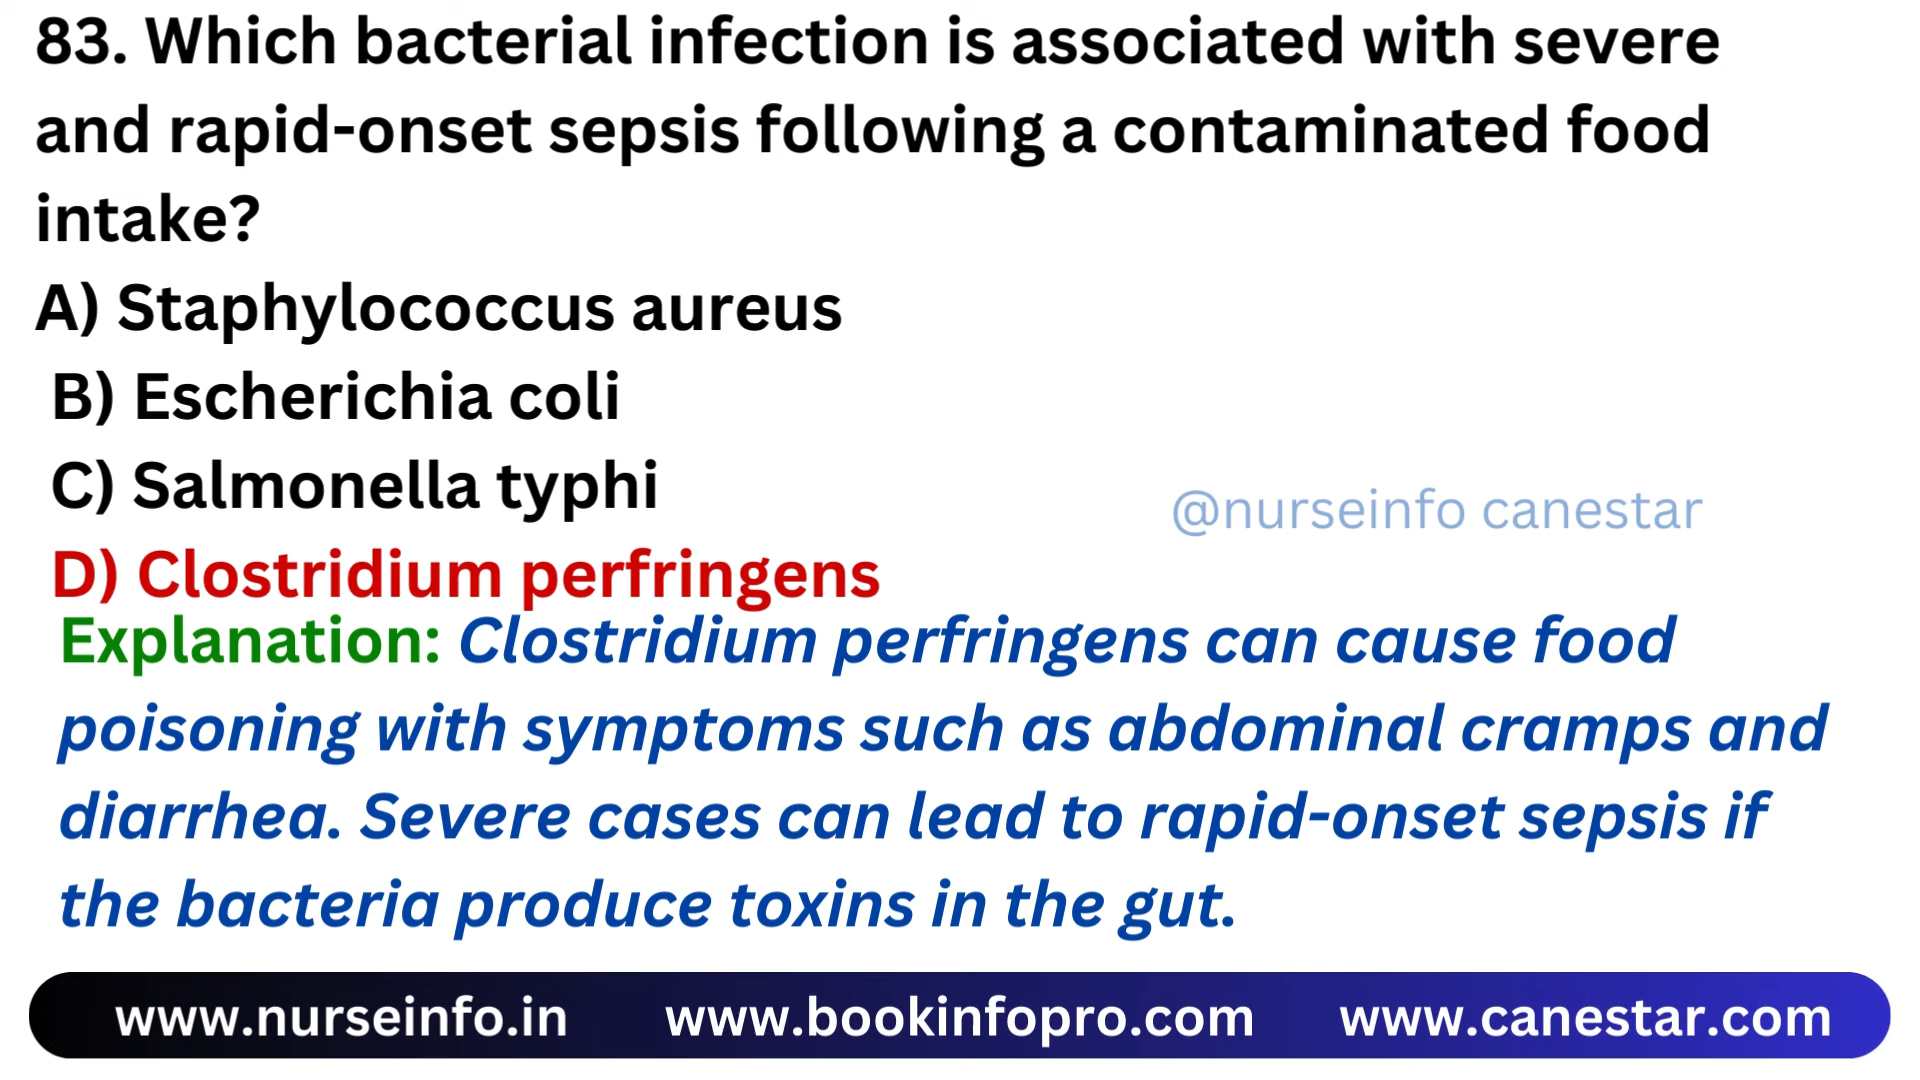 83. Which bacterial infection is associated with severe
and rapid-onset sepsis following a contaminated food
intake?
A) Staphylococcus aureus
B) Escherichia coli
C) Salmonella typhi
@nurseinfo canestar
D) Clostridium perfringens
Explanation: Clostridium perfringens can cause food
poisoning with symptoms such as abdominal cramps and
diarrhea. Severe cases can lead to rapid-onset sepsis if
the bacteria produce toxins in the gut.
www.nurseinfo.in www.bookinfopro.com www.canestar.com